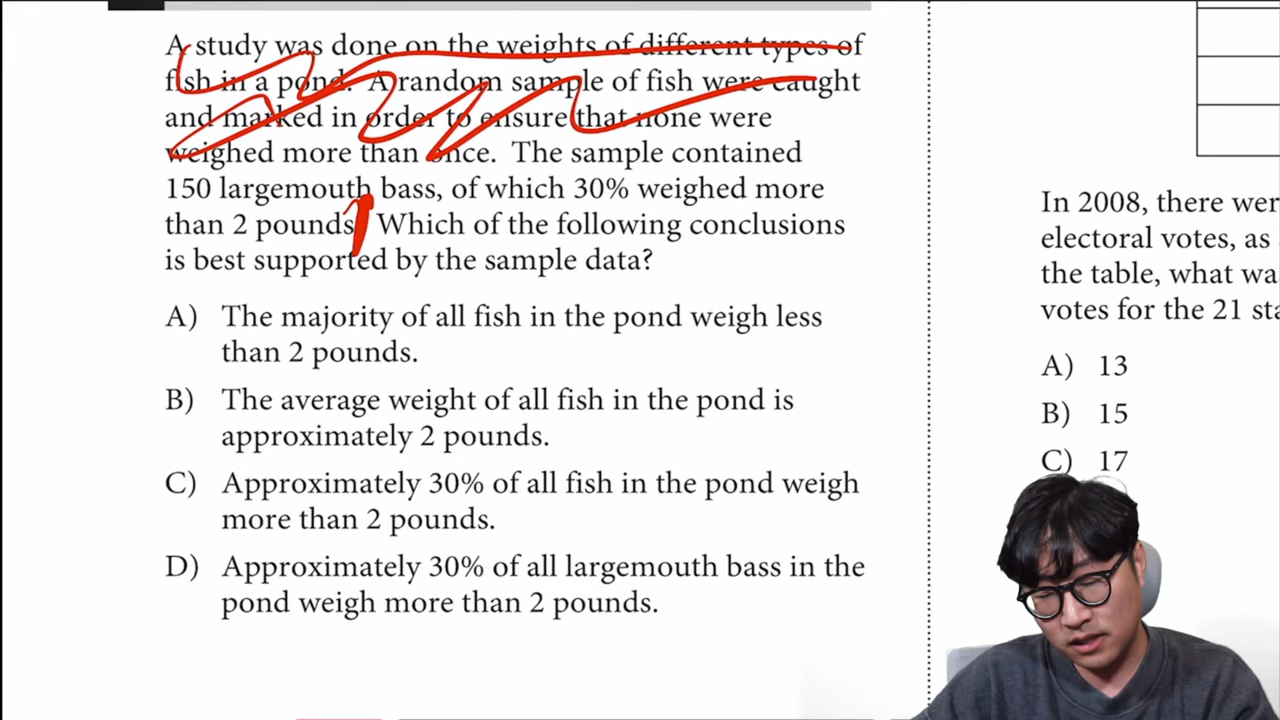 A study was done on the weights of different types of
fish in a pond. A random sample of fish were caught
and marked in order to ensure that none were
weighed more than once. The sample contained
150 largemouth bass, of which 30% weighed more
than 2 pounds. Which of the following conclusions
is best supported by the sample data?
A) The majority of all fish in the pond weigh less
than 2 pounds.
B) The average weight of all fish in the pond is
approximately 2 pounds.
C) Approximately 30% of all fish in the pond weigh
more than 2 pounds.
D) Approximately 30% of all largemouth bass in the
pond weigh more than 2 pounds.
In 2008, there wer
electoral votes, as
the table, what wa
votes for the 21 sta
A) 13
B) 15
C) 17